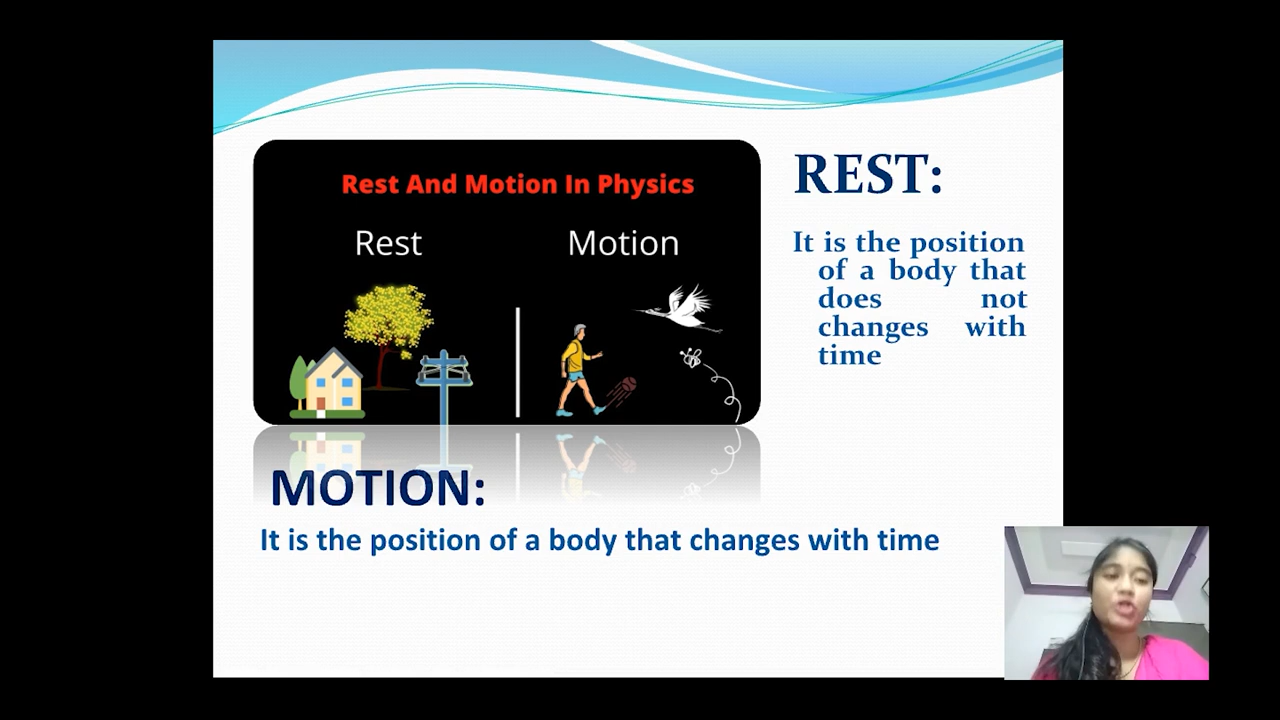 Rest And Motion In Physics
Rest
Motion
REST:
It is the position
of a body that
does not
changes with
time
MOTION:
It is the position of a body that changes with time